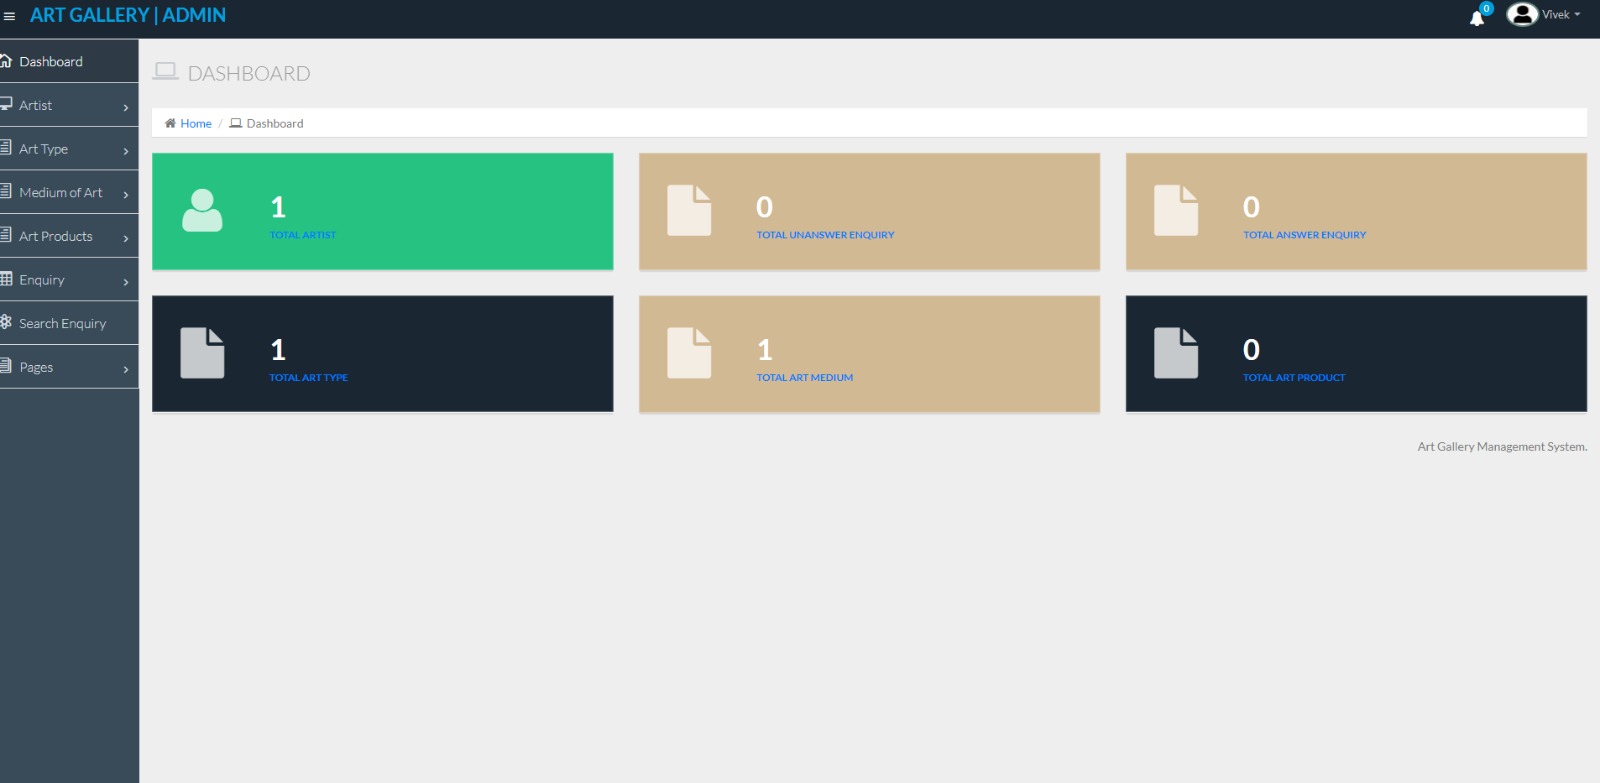 ART GALLERY | ADMIN
0
Vivek
Dashboard
Artist
Art Type
Medium of Art
Art Products
Enquiry
Search Enquiry
Pages
DASHBOARD
Home / Dashboard
1
TOTAL ARTIST
0
TOTAL UNANSWER ENQUIRY
0
TOTAL ANSWER ENQUIRY
1
TOTAL ART TYPE
1
TOTAL ART MEDIUM
0
TOTAL ART PRODUCT
Art Gallery Management System.